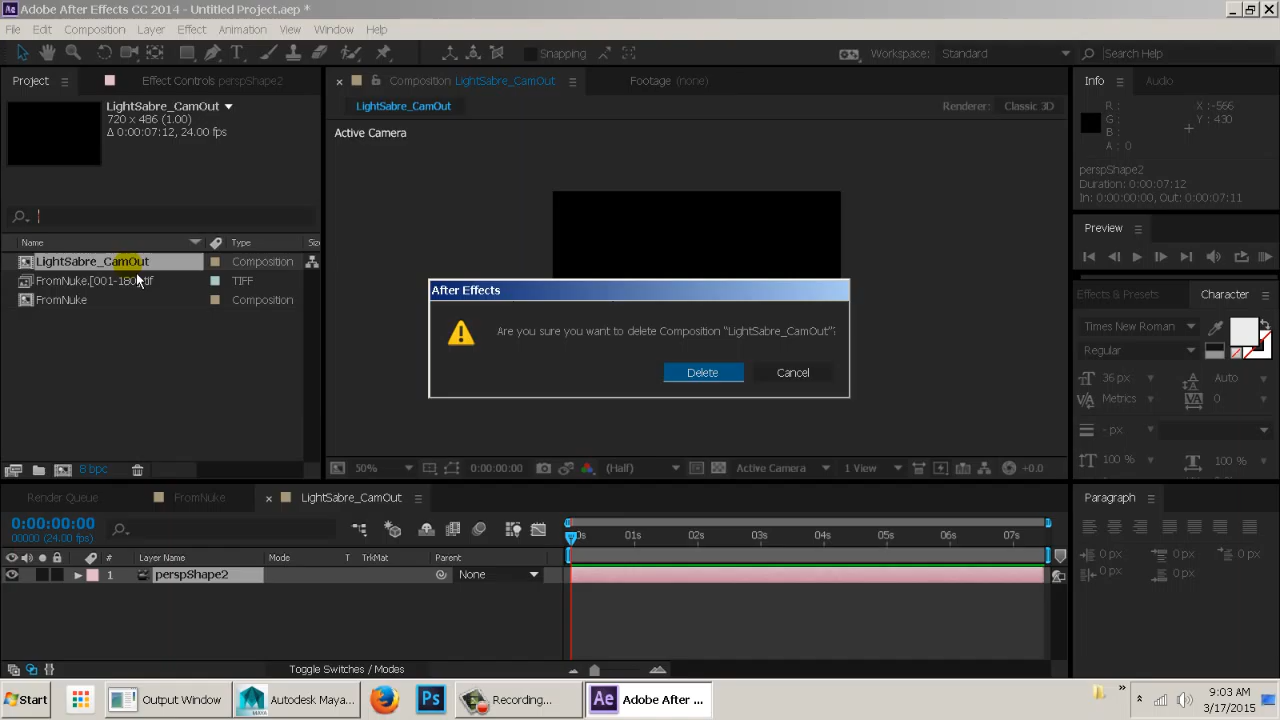 Adobe After Effects CC 2014 - Untitled Project.aep *
File Edit Composition Layer Effect Animation View Window Help
Snapping
Workspace: Standard
Search Help
Project
Effect Controls perspShape2
Composition LightSabre_CamOut
Footage (none)
Info
Audio
LightSabre_CamOut
720 x 486 (1.00)
Δ 0:00:07:12, 24.00 fps
LightSabre_CamOut
Renderer: Classic 3D
Active Camera
R :
G :
B :
A : 0
X : -566
Y : 430
perspShape2
Duration: 0:00:07:12
In: 0:00:00:00, Out: 0:00:07:11
Name Type Siz
LightSabre_CamOut Composition
FromNuke.[001-180].tif TIFF
FromNuke Composition
Preview
Effects & Presets
Character
Times New Roman
Regular
36 px Auto
Metrics 0
- px
100 % 100 %
After Effects
Are you sure you want to delete Composition "LightSabre_CamOut"
Delete Cancel
8 bpc
50% 0:00:00:00 (Half) Active Camera 1 View +0.0
Render Queue FromNuke LightSabre_CamOut
Paragraph
0:00:00:00
00000 (24.00 fps)
0s 01s 02s 03s 04s 05s 06s 07s
# Layer Name Mode T TrkMat Parent
1 perspShape2 None
0 px 0 px 0 px
0 px 0 px
Toggle Switches / Modes
Start Output Window Autodesk Maya... Ps Recording... Ae Adobe After ...
9:03 AM
3/17/2015